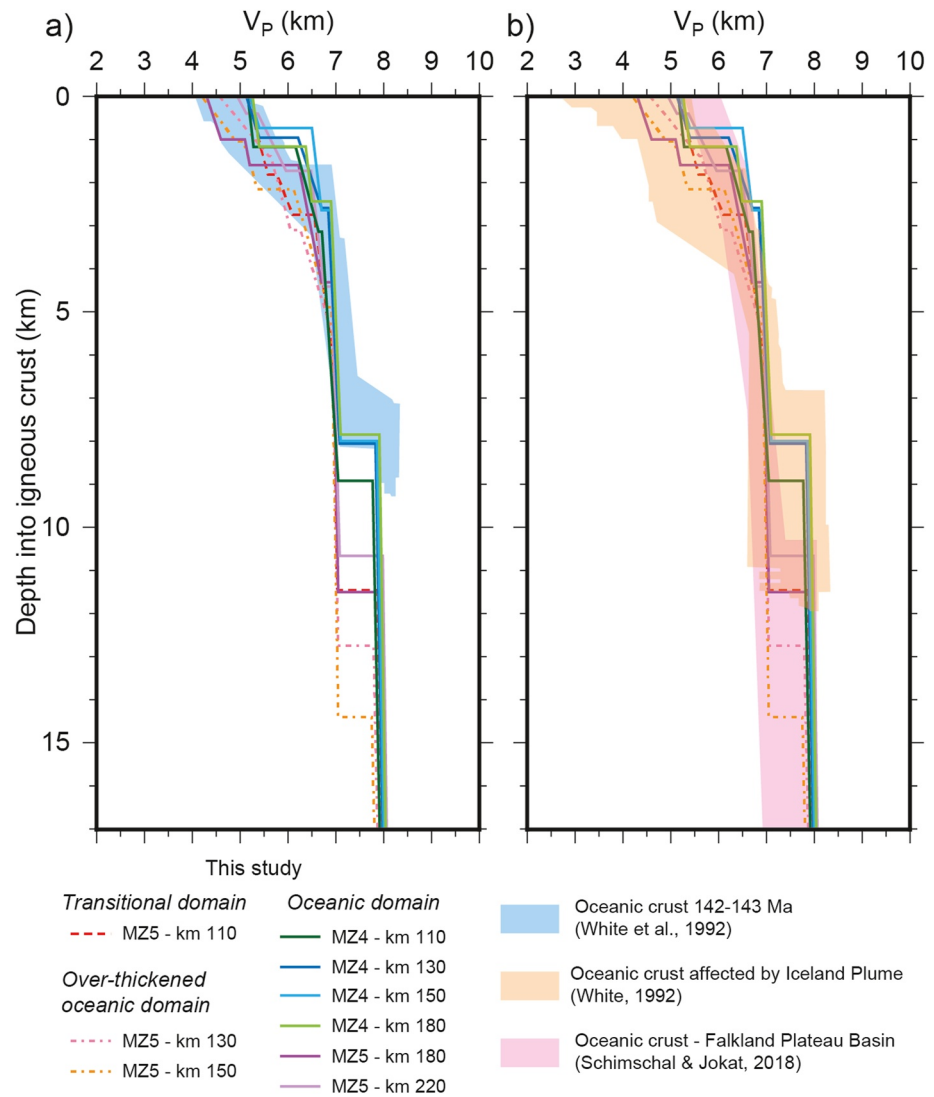 a)
V_P (km)
2 3 4 5 6 7 8 9 10
b)
V_P (km)
2 3 4 5 6 7 8 9 10
Depth into igneous crust (km)
0
5
10
15
This study
Transitional domain
MZ5 - km 110
Over-thickened
oceanic domain
MZ5 - km 130
MZ5 - km 150
Oceanic domain
MZ4 - km 110
MZ4 - km 130
MZ4 - km 150
MZ4 - km 180
MZ5 - km 180
MZ5 - km 220
Oceanic crust 142-143 Ma
(White et al., 1992)
Oceanic crust affected by Iceland Plume
(White, 1992)
Oceanic crust - Falkland Plateau Basin
(Schimschal & Jokat, 2018)